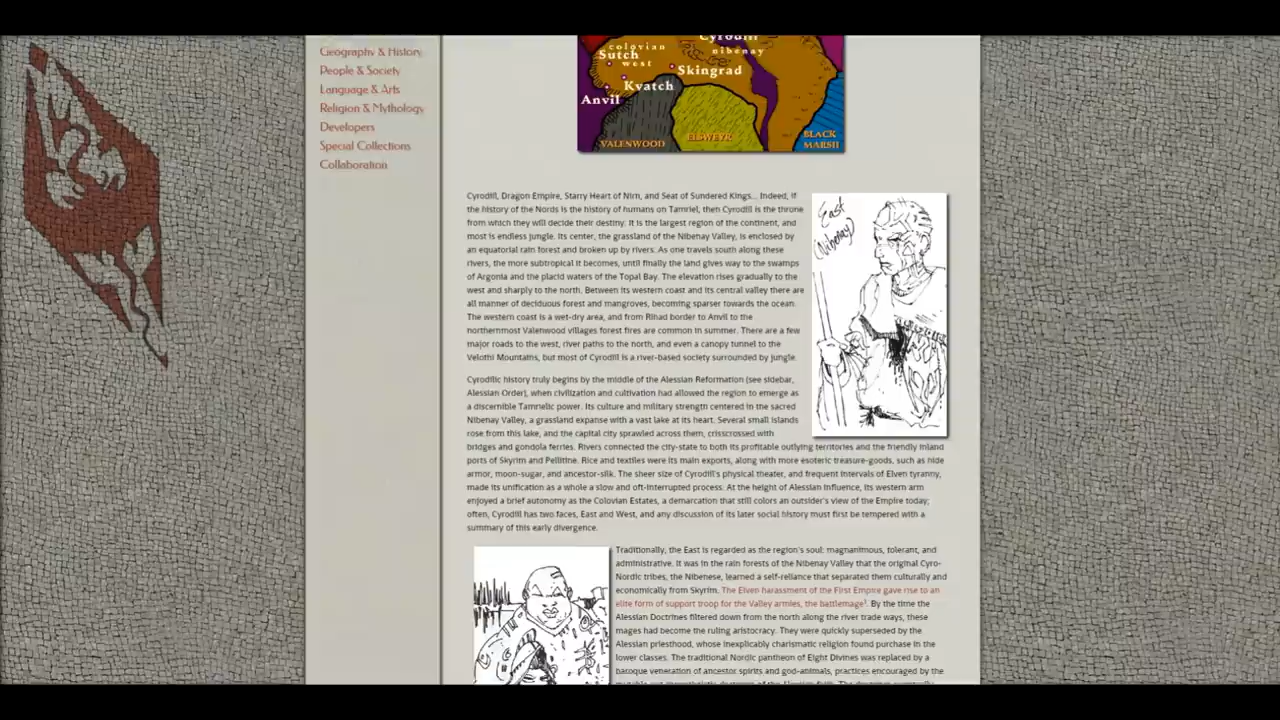 Geography & History
People & Society
Language & Arts
Religion & Mythology
Developers
Special Collections
Collaboration
Cyrodiil
colovian
nibenay
Sutch
west
Skingrad
Kvatch
Anvil
VALENWOOD
ELSWEYR
BLACK
MARSH
Cyrodiil, Dragon Empire, Starry Heart of Nirn, and Seat of Sundered Kings... Indeed, if
the history of the Nords is the history of humans on Tamriel, then Cyrodiil is the throne
from which they will decide their destiny. It is the largest region of the continent, and
most is endless jungle. Its center, the grassland of the Nibenay Valley, is enclosed by
an equatorial rain forest and broken up by rivers. As one travels south along these
rivers, the more subtropical it becomes, until finally the land gives way to the swamps
of Argonia and the placid waters of the Topal Bay. The elevation rises gradually to the
west and sharply to the north. Between its western coast and its central valley there are
all manner of deciduous forest and mangroves, becoming sparser towards the ocean.
The western coast is a wet-dry area, and from Rihad border to Anvil to the
northernmost Valenwood villages forest fires are common in summer. There are a few
major roads to the west, river paths to the north, and even a canopy tunnel to the
Velothi Mountains, but most of Cyrodiil is a river-based society surrounded by jungle.
East
(Nibenay)
Cyrodilic history truly begins by the middle of the Alessian Reformation (see sidebar,
Alessian Order), when civilization and cultivation had allowed the region to emerge as
a discernible Tamrielic power. Its culture and military strength centered in the sacred
Nibenay Valley, a grassland expanse with a vast lake at its heart. Several small islands
rose from this lake, and the capital city sprawled across them, crisscrossed with
bridges and gondola ferries. Rivers connected the city-state to both its profitable outlying territories and the friendly inland
ports of Skyrim and Pellitine. Rice and textiles were its main exports, along with more esoteric treasure-goods, such as hide
armor, moon-sugar, and ancestor-silk. The sheer size of Cyrodiil's physical theater, and frequent intervals of Elven tyranny,
made its unification as a whole a slow and oft-interrupted process. At the height of Alessian influence, its western arm
enjoyed a brief autonomy as the Colovian Estates, a demarcation that still colors an outsider's view of the Empire today;
often, Cyrodiil has two faces, East and West, and any discussion of its later social history must first be tempered with a
summary of this early divergence.
Traditionally, the East is regarded as the region's soul: magnanimous, tolerant, and
administrative. It was in the rain forests of the Nibenay Valley that the original Cyro-
Nordic tribes, the Nibenese, learned a self-reliance that separated them culturally and
economically from Skyrim. The Elven harassment of the First Empire gave rise to an
elite form of support troop for the Valley armies, the battlemage¹. By the time the
Alessian Doctrines filtered down from the north along the river trade ways, these
mages had become the ruling aristocracy. They were quickly superseded by the
Alessian priesthood, whose inexplicably charismatic religion found purchase in the
lower classes. The traditional Nordic pantheon of Eight Divines was replaced by a
baroque veneration of ancestor spirits and god-animals, practices encouraged by the